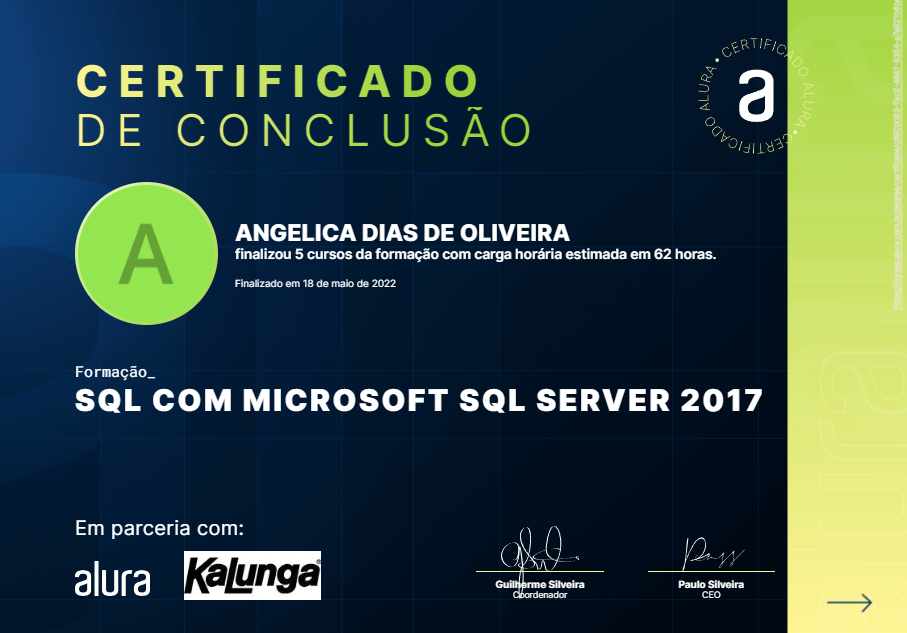 CERTIFICADO
DE CONCLUSÃO
CERTIFICADO ALURA • CERTIFICADO ALURA •
a
A
ANGELICA DIAS DE OLIVEIRA
finalizou 5 cursos da formação com carga horária estimada em 62 horas.
Finalizado em 18 de maio de 2022
Formação_
SQL COM MICROSOFT SQL SERVER 2017
Em parceria com:
alura
Kalunga®
Guilherme Silveira
Coordenador
Paulo Silveira
CEO
alura